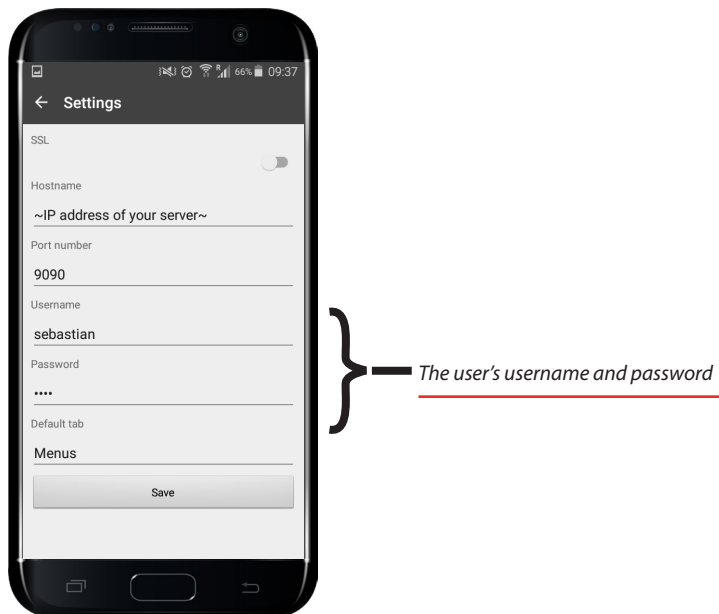 66% 09:37
Settings
SSL
Hostname
~IP address of your server~
Port number
9090
Username
sebastian
Password
••••
Default tab
Menus
Save
The user's username and password